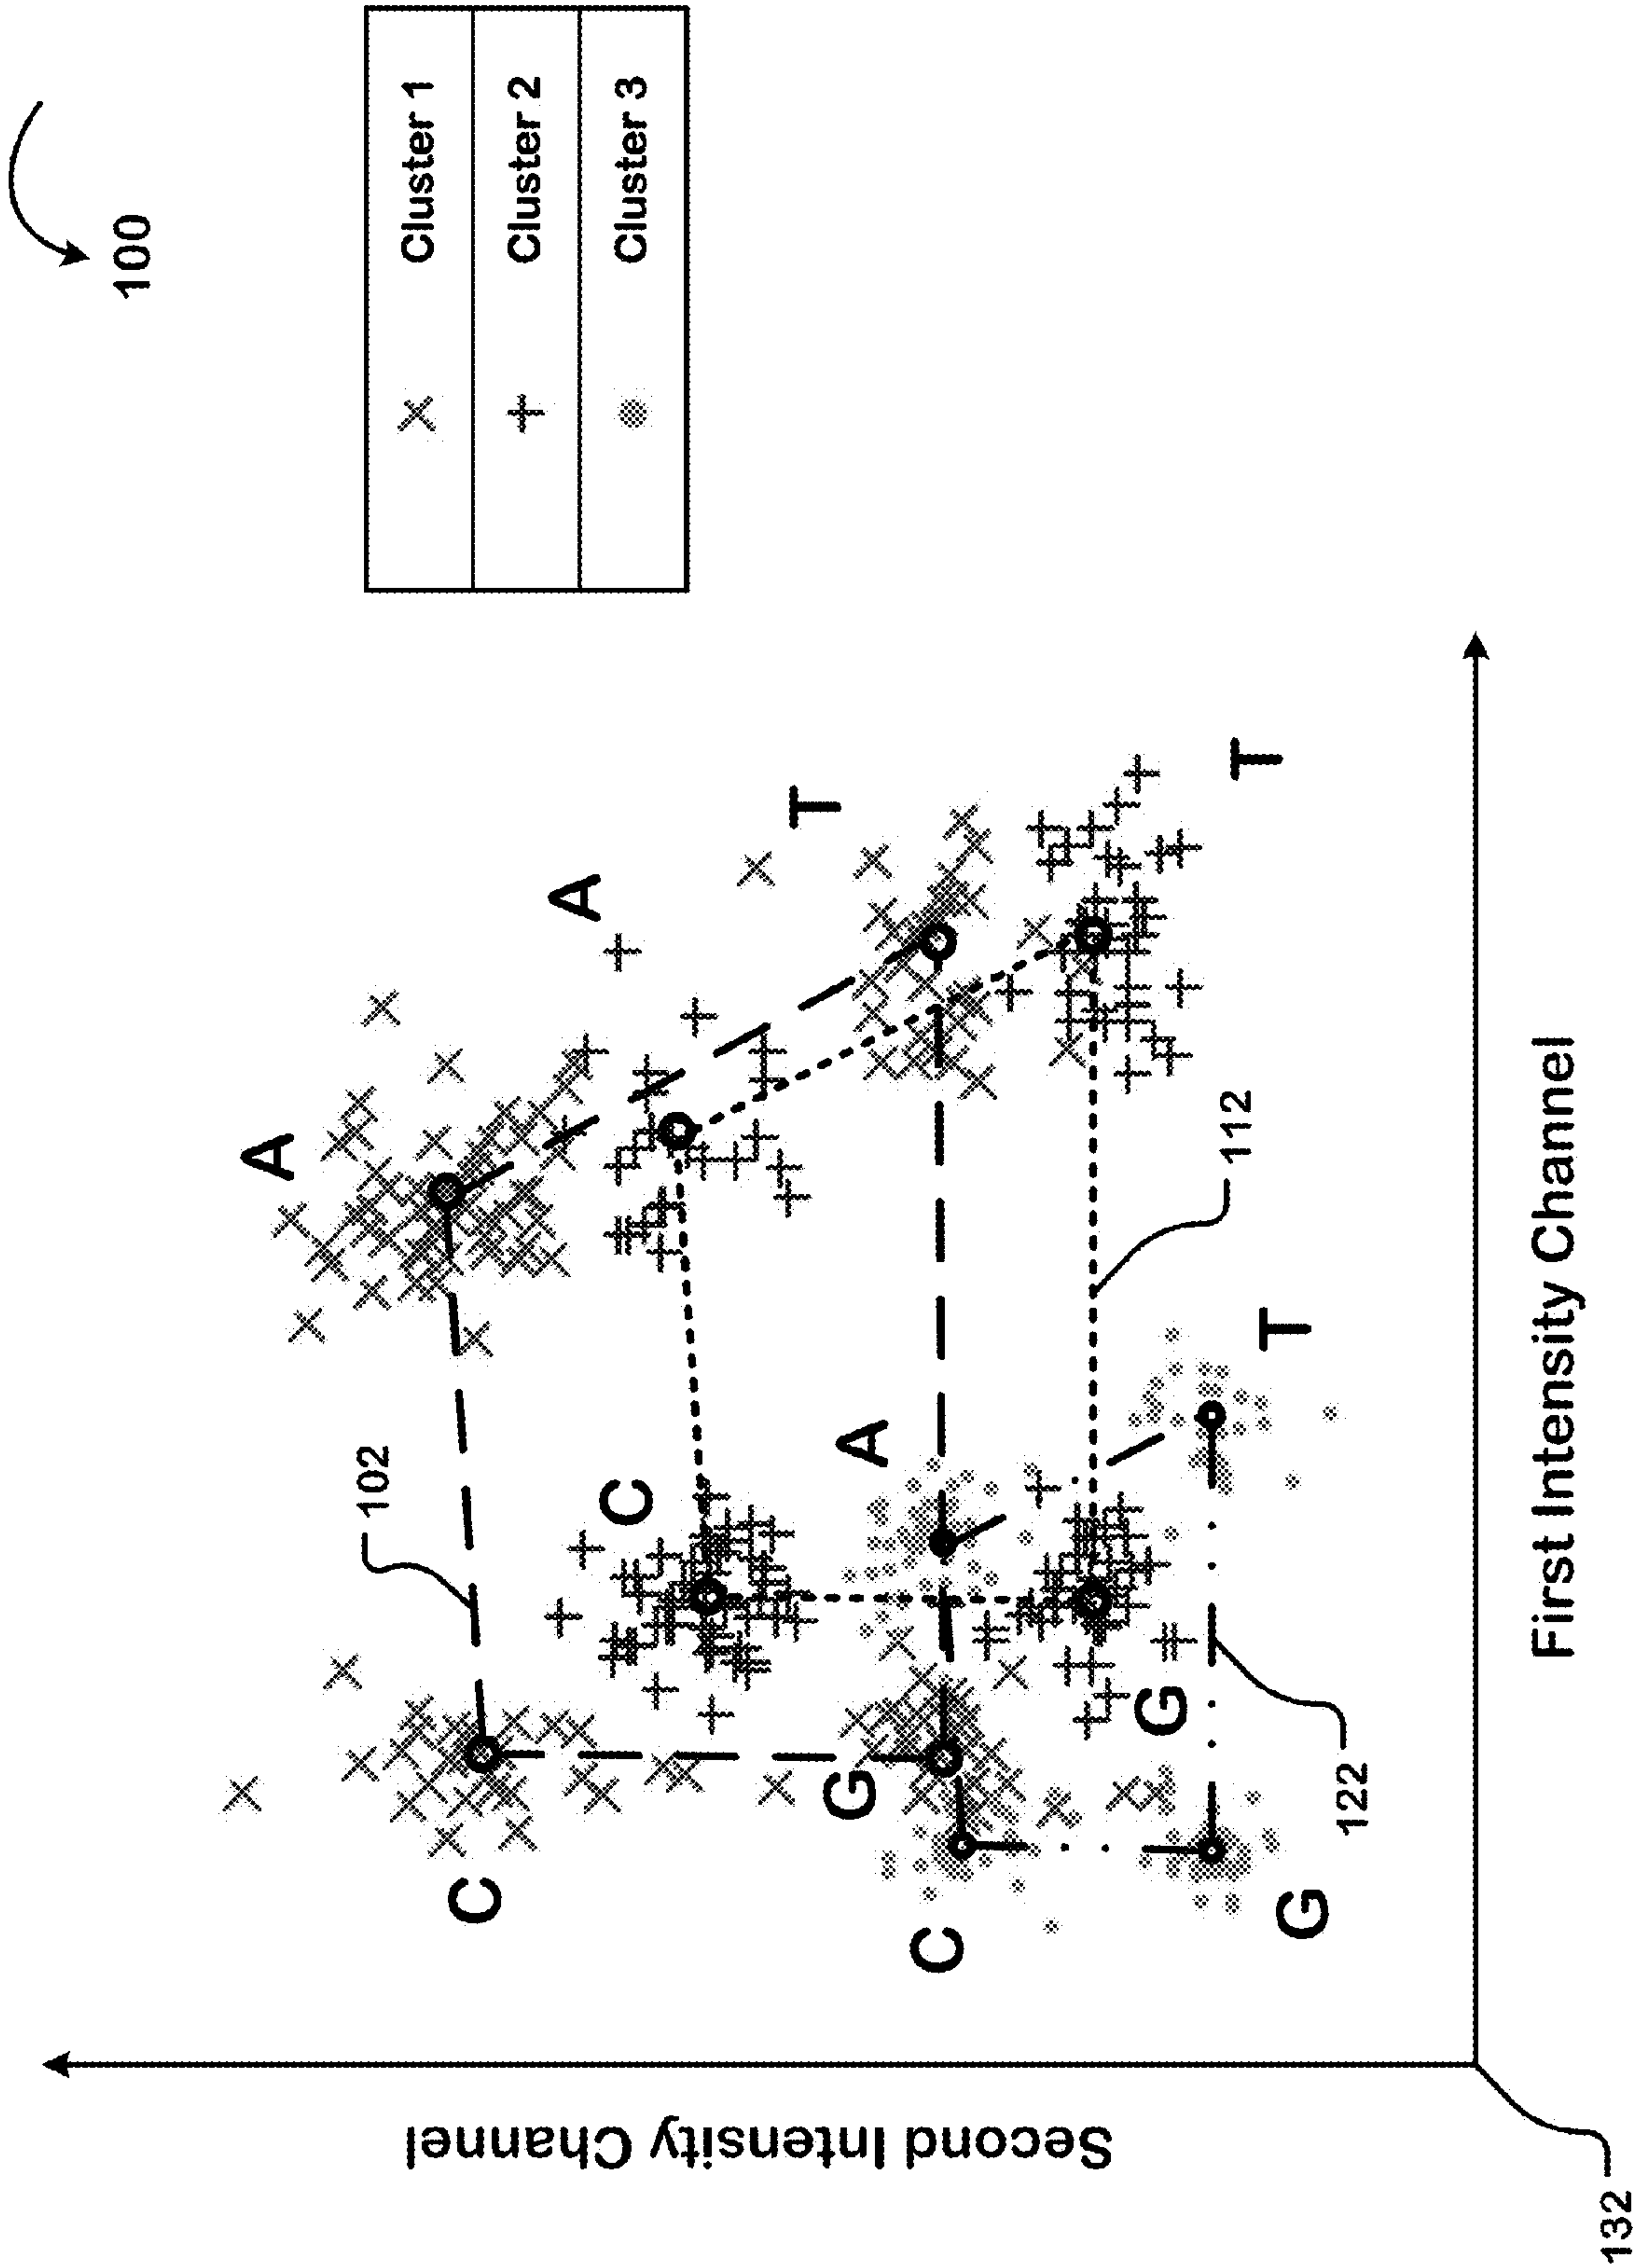 100
Cluster 1
Cluster 2
Cluster 3
A
102
C
A
C
T
G
A
C
Second Intensity Channel
G
112
T
T
G
122
First Intensity Channel
132